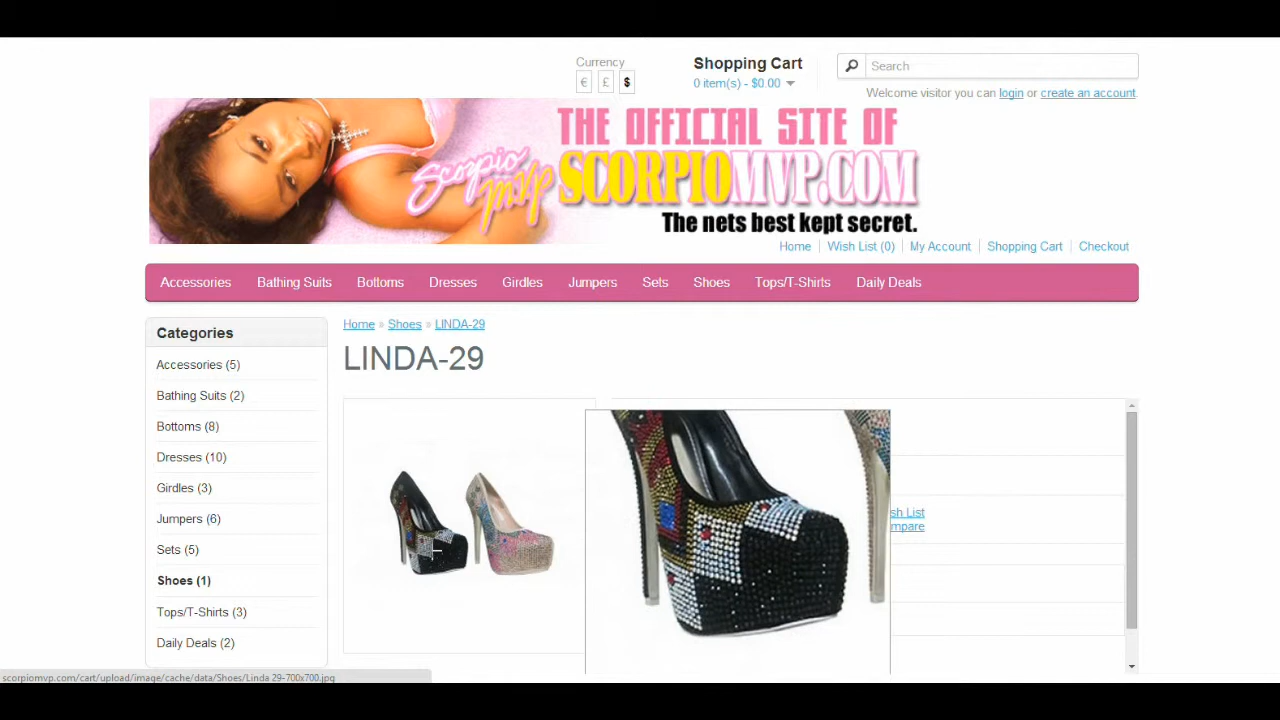 Currency
€ £ $
Shopping Cart
0 item(s) - $0.00
Search
Welcome visitor you can login or create an account.
THE OFFICIAL SITE OF
Scorpio MVP
SCORPIOMVP.COM
The nets best kept secret.
Home Wish List (0) My Account Shopping Cart Checkout
Accessories Bathing Suits Bottoms Dresses Girdles Jumpers Sets Shoes Tops/T-Shirts Daily Deals
Categories
Accessories (5)
Bathing Suits (2)
Bottoms (8)
Dresses (10)
Girdles (3)
Jumpers (6)
Sets (5)
Shoes (1)
Tops/T-Shirts (3)
Daily Deals (2)
Home » Shoes » LINDA-29
LINDA-29
sh List
mpare
scorpiomvp.com/cart/upload/image/cache/data/Shoes/Linda 29-700x700.jpg